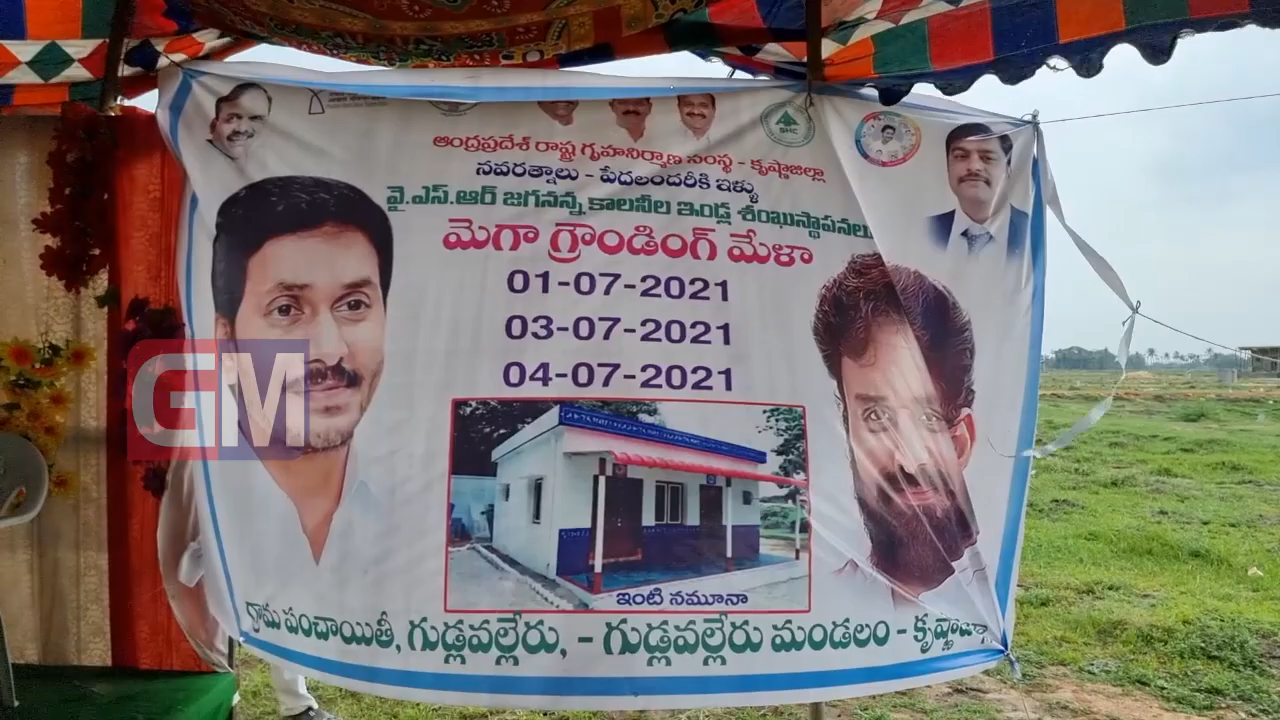 SHC
ఆంధ్రప్రదేశ్ రాష్ట్ర గృహనిర్మాణ సంస్థ - కృష్ణాజిల్లా
నవరత్నాలు - పేదలందరికీ ఇళ్ళు
వై.ఎస్.ఆర్ జగనన్న కాలనీల ఇండ్ల శంఖుస్థాపనలు
మెగా గ్రౌండింగ్ మేళా
01-07-2021
03-07-2021
04-07-2021
GM
ఇంటి నమూనా
గ్రామ పంచాయితీ, గుడ్లవల్లేరు, - గుడ్లవల్లేరు మండలం - కృష్ణాజిల్లా